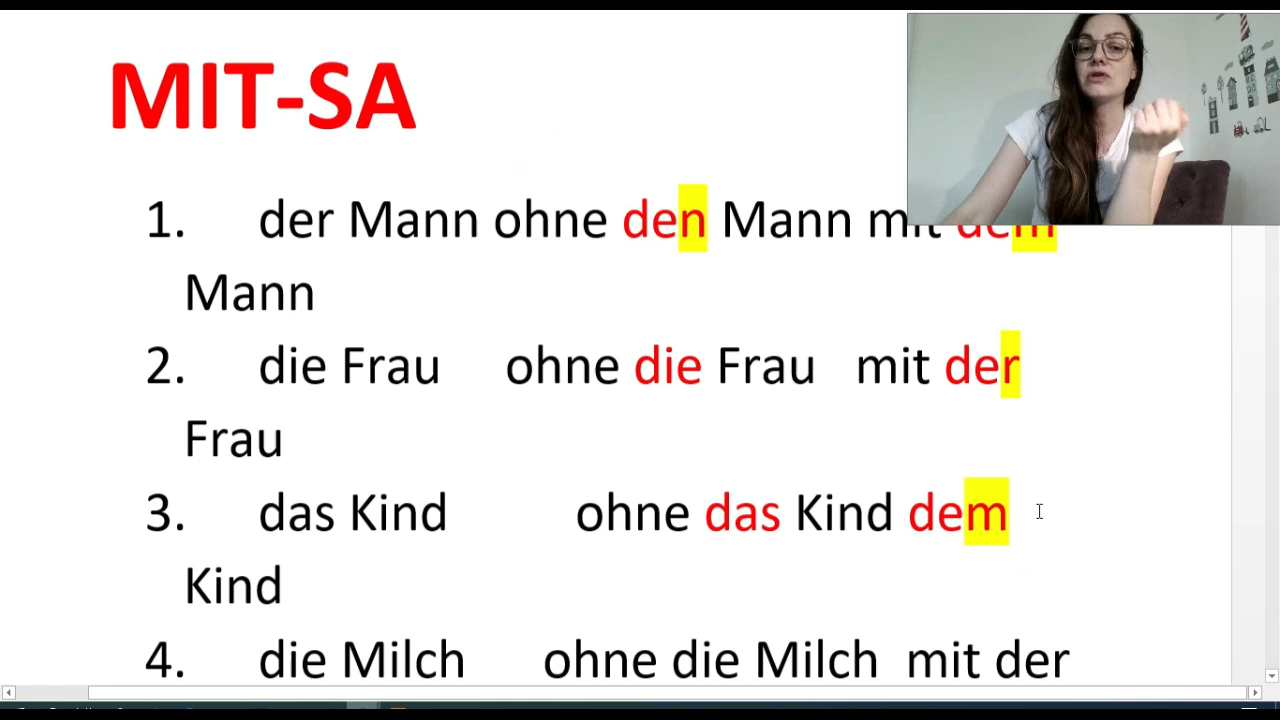 MIT-SA
1. der Mann ohne den Mann mit dem
Mann
2. die Frau ohne die Frau mit der
Frau
3. das Kind ohne das Kind dem
Kind
4. die Milch ohne die Milch mit der